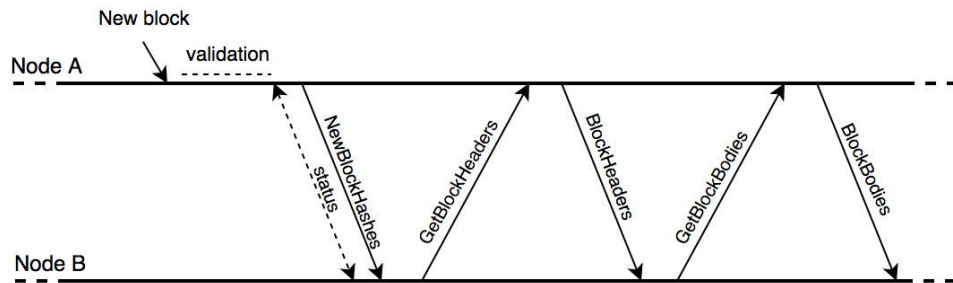 New block
validation
Node A
status
NewBlockHashes
GetBlockHeaders
BlockHeaders
GetBlockBodies
BlockBodies
Node B